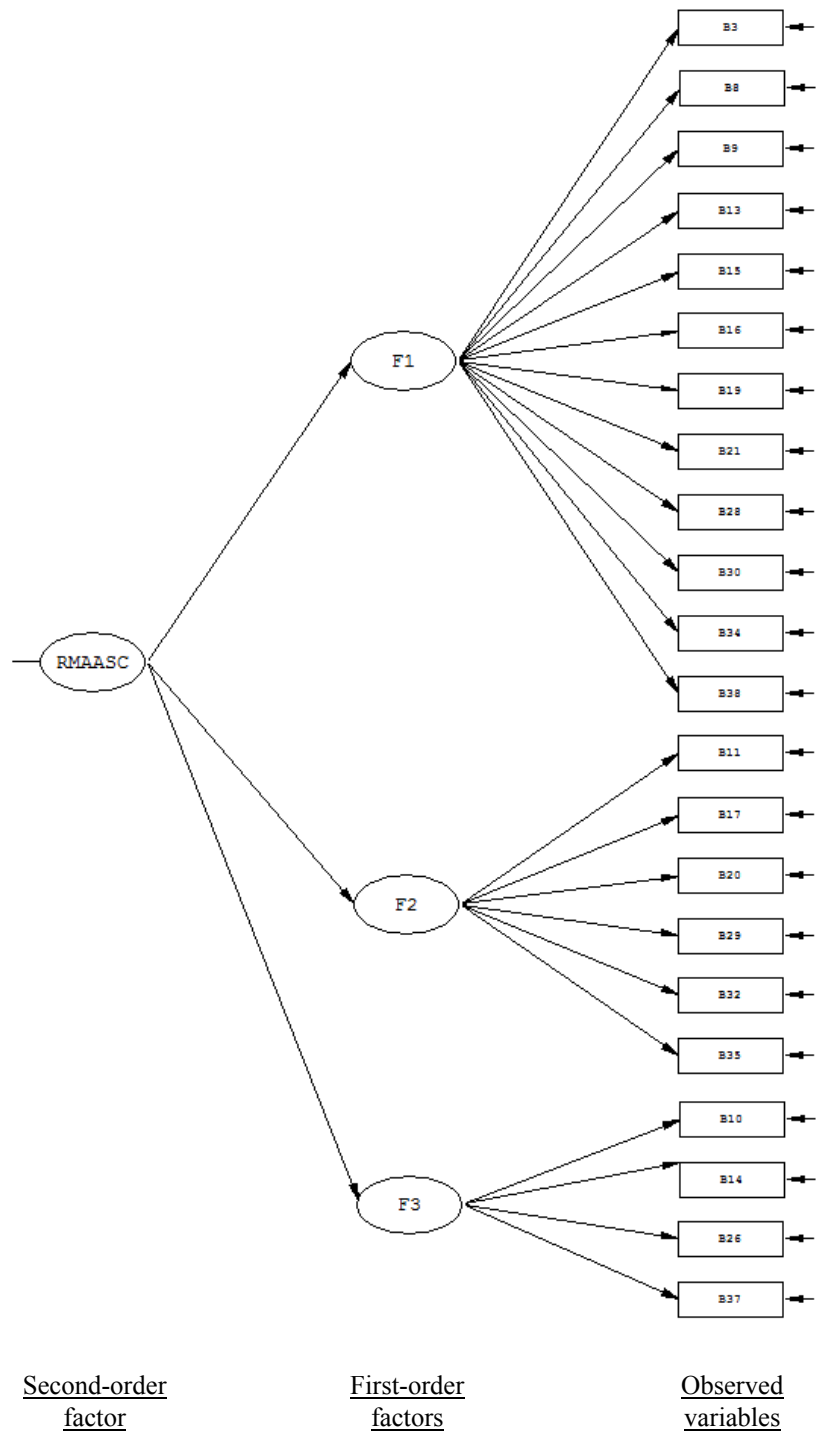 B3
B8
B9
B13
B15
B16
F1
B19
B21
B28
B30
B34
RMAASC
B38
B11
B17
B20
F2
B29
B32
B35
B10
B14
F3
B26
B37
Second-order
factor
First-order
factors
Observed
variables